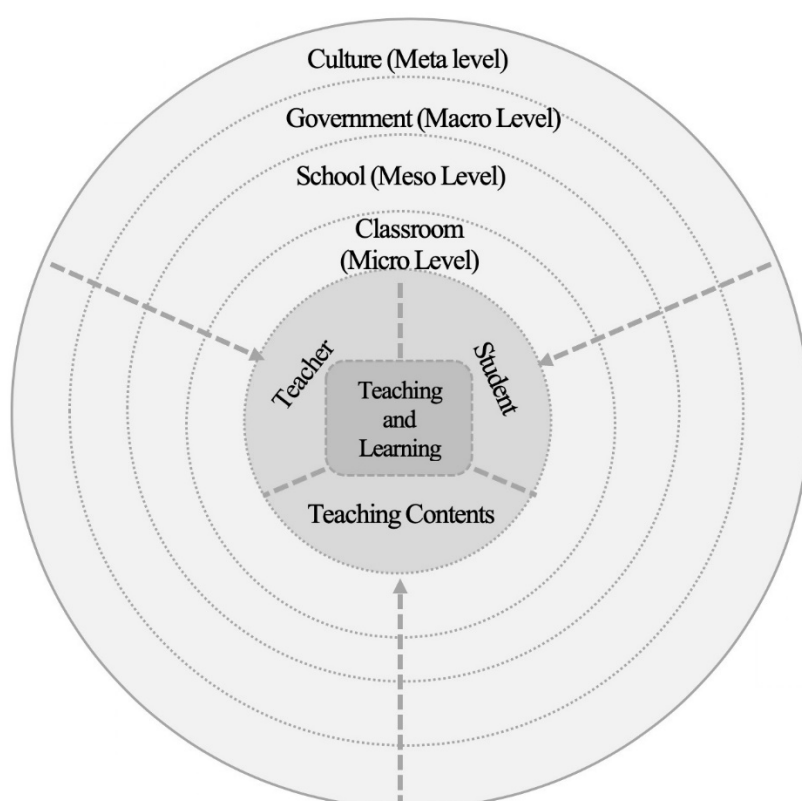 Culture (Meta level)
Government (Macro Level)
School (Meso Level)
Classroom
(Micro Level)
Teacher
Student
Teaching
and
Learning
Teaching Contents